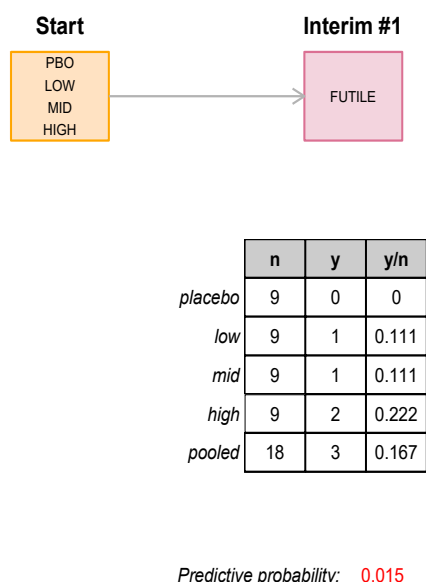 Start Interim #1
PBO
LOW
MID
HIGH
FUTILE
n y y/n
placebo 9 0 0
low 9 1 0.111
mid 9 1 0.111
high 9 2 0.222
pooled 18 3 0.167
Predictive probability: 0.015